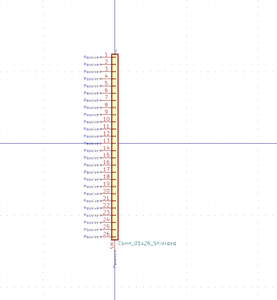 J
Passive 1
Passive 2
Passive 3
Passive 4
Passive 5
Passive 6
Passive 7
Passive 8
Passive 9
Passive 10
Passive 11
Passive 12
Passive 13
Passive 14
Passive 15
Passive 16
Passive 17
Passive 18
Passive 19
Passive 20
Passive 21
Passive 22
Passive 23
Passive 24
Passive 25
Passive 26
Conn_01x26_Shielded
Passive